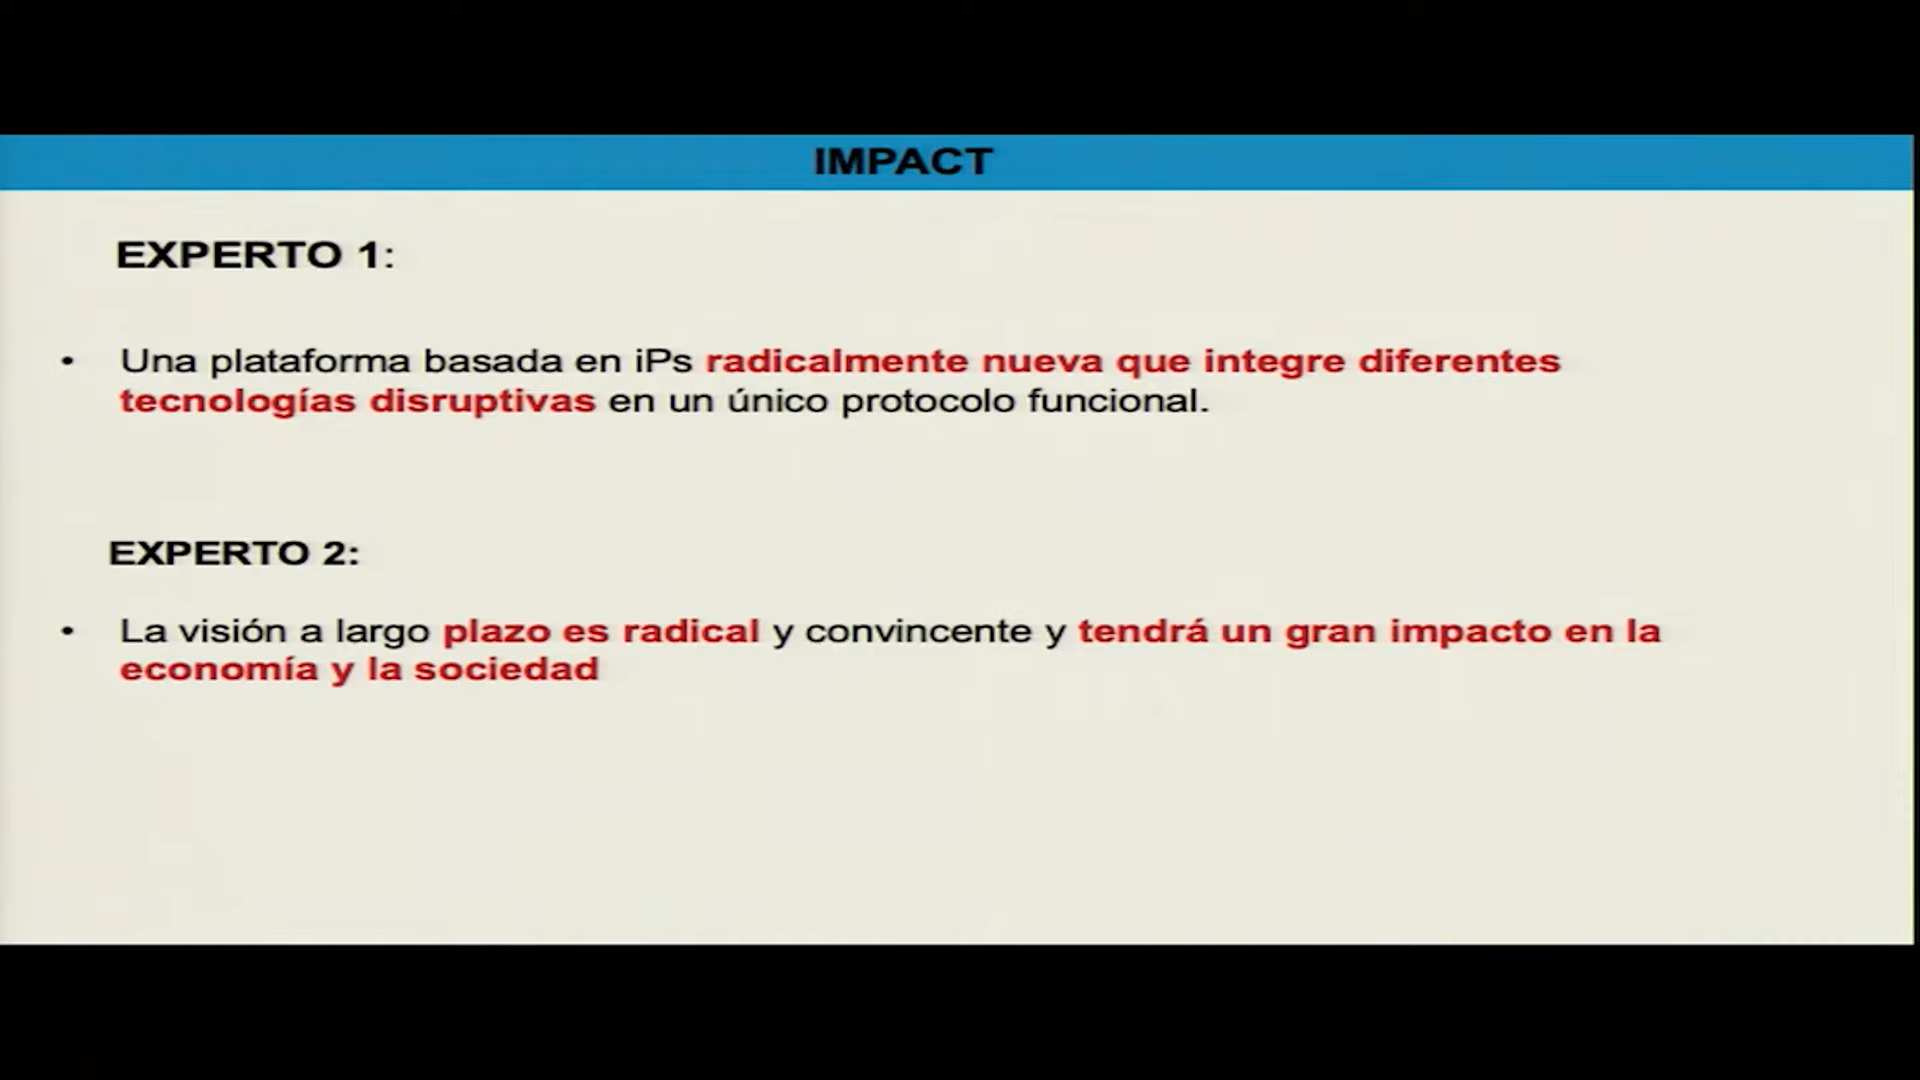 IMPACT
EXPERTO 1:
• Una plataforma basada en iPs radicalmente nueva que integre diferentes
tecnologías disruptivas en un único protocolo funcional.
EXPERTO 2:
• La visión a largo plazo es radical y convincente y tendrá un gran impacto en la
economía y la sociedad